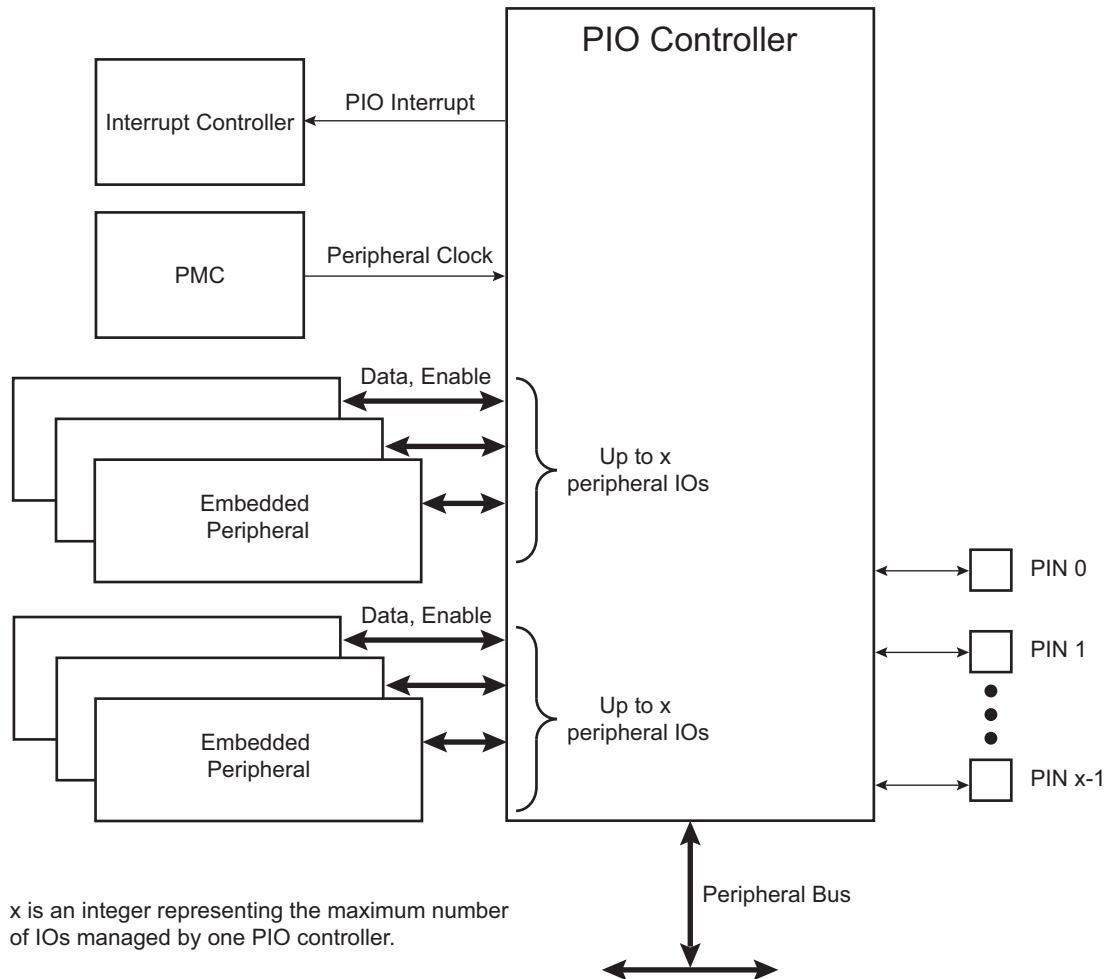 PIO Controller
PIO Interrupt
Interrupt Controller
Peripheral Clock
PMC
Data, Enable
Up to x
peripheral IOs
Embedded
Peripheral
PIN 0
Data, Enable
PIN 1
Up to x
peripheral IOs
Embedded
Peripheral
PIN x-1
Peripheral Bus
x is an integer representing the maximum number
of IOs managed by one PIO controller.